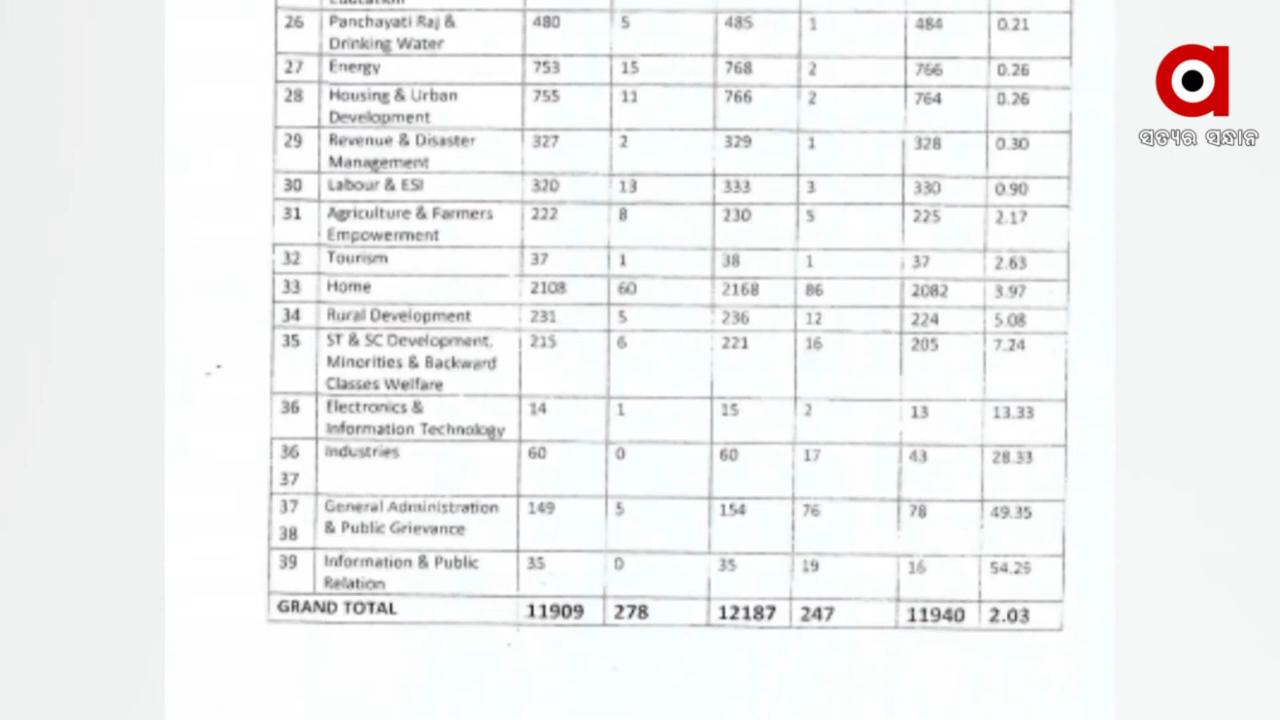 Education
26 Panchayati Raj & 480 5 485 1 484 0.21
Drinking Water
27 Energy 753 15 768 2 766 0.26
28 Housing & Urban 755 11 766 2 764 0.26
Development
29 Revenue & Disaster 327 2 329 1 328 0.30
Management
30 Labour & ESI 320 13 333 3 330 0.90
31 Agriculture & Farmers 222 8 230 5 225 2.17
Empowerment
32 Tourism 37 1 38 1 37 2.63
33 Home 2108 60 2168 86 2082 3.97
34 Rural Development 231 5 236 12 224 5.08
35 ST & SC Development, 215 6 221 16 205 7.24
Minorities & Backward
Classes Welfare
36 Electronics & 14 1 15 2 13 13.33
Information Technology
36 Industries 60 0 60 17 43 28.33
37
37 General Administration 149 5 154 76 78 49.35
38 & Public Grievance
39 Information & Public 35 0 35 19 16 54.29
Relation
GRAND TOTAL 11909 278 12187 247 11940 2.03
a
ସତ୍ୟର ସନ୍ଧାନ